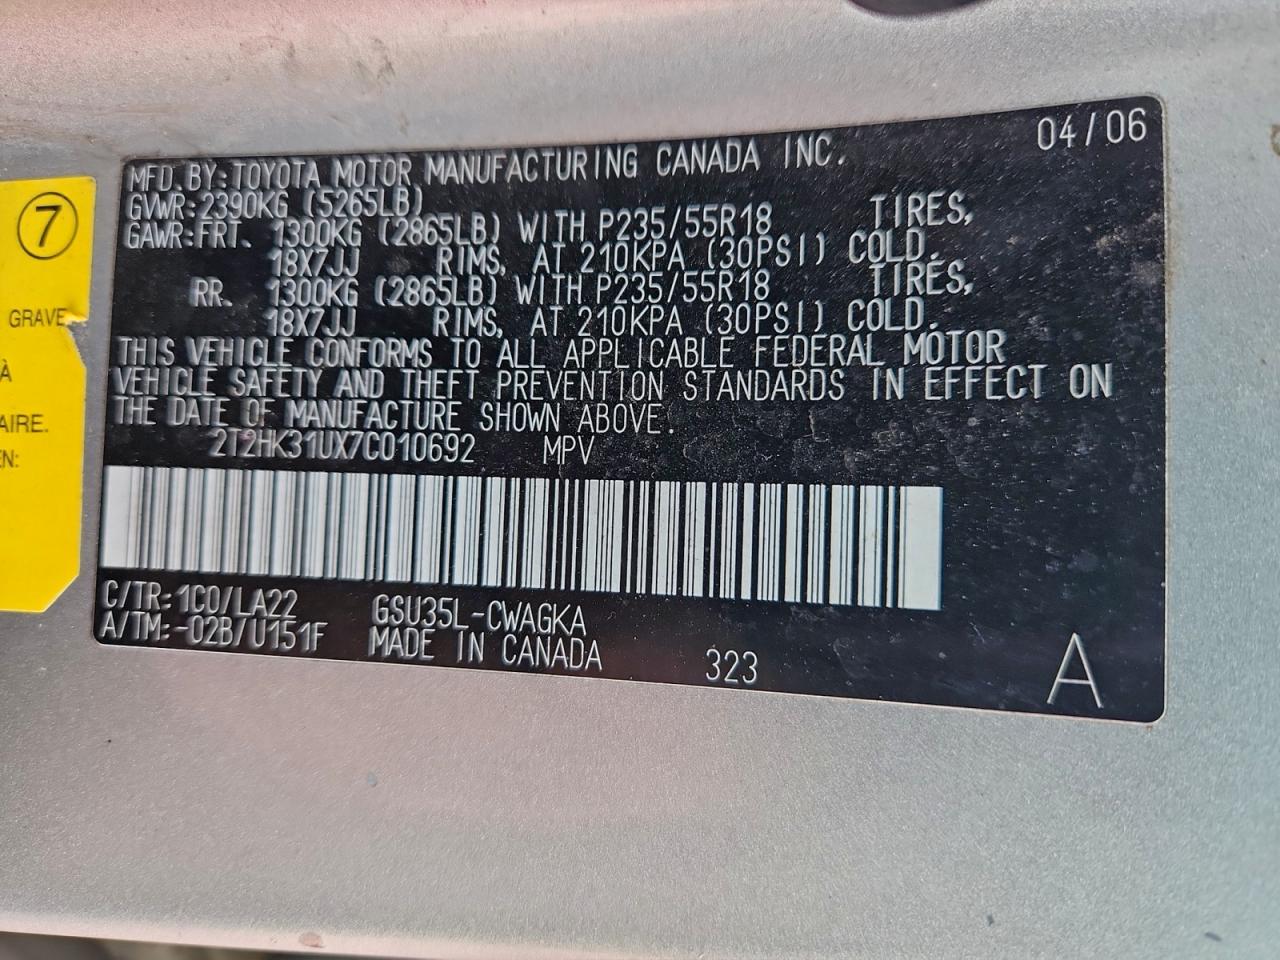 7
GRAVE
À
AIRE.
EN:
04/06
MFD. BY: TOYOTA MOTOR MANUFACTURING CANADA INC.
GVWR: 2390KG (5265LB)
GAWR: FRT. 1300KG (2865LB) WITH P235/55R18 TIRES,
18X7JJ RIMS, AT 210KPA (30PSI) COLD.
RR. 1300KG (2865LB) WITH P235/55R18 TIRES,
18X7JJ RIMS, AT 210KPA (30PSI) COLD.
THIS VEHICLE CONFORMS TO ALL APPLICABLE FEDERAL MOTOR
VEHICLE SAFETY AND THEFT PREVENTION STANDARDS IN EFFECT ON
THE DATE OF MANUFACTURE SHOWN ABOVE.
2T2HK31UX7C010692 MPV
C/TR: 1C0/LA22 GSU35L-CWAGKA
A/TM: -02B/U151F MADE IN CANADA 323 A